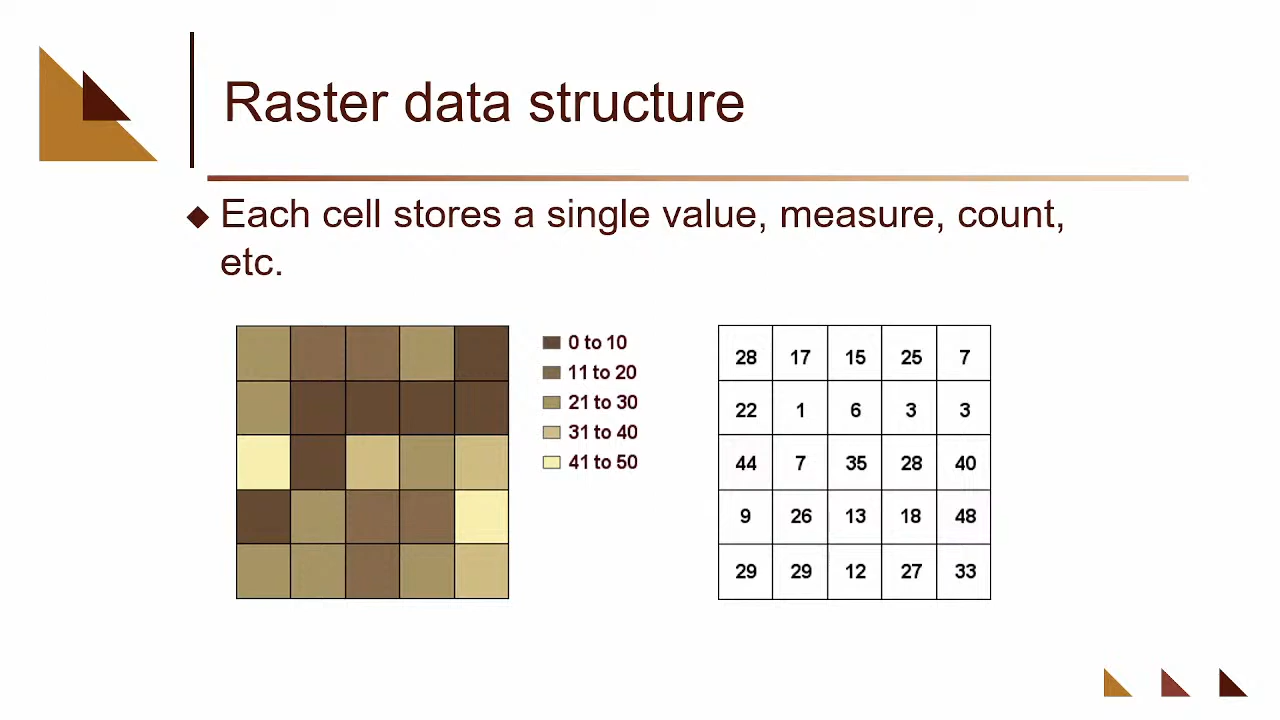 Raster data structure
Each cell stores a single value, measure, count,
etc.
0 to 10
11 to 20
21 to 30
31 to 40
41 to 50
28 17 15 25 7
22 1 6 3 3
44 7 35 28 40
9 26 13 18 48
29 29 12 27 33